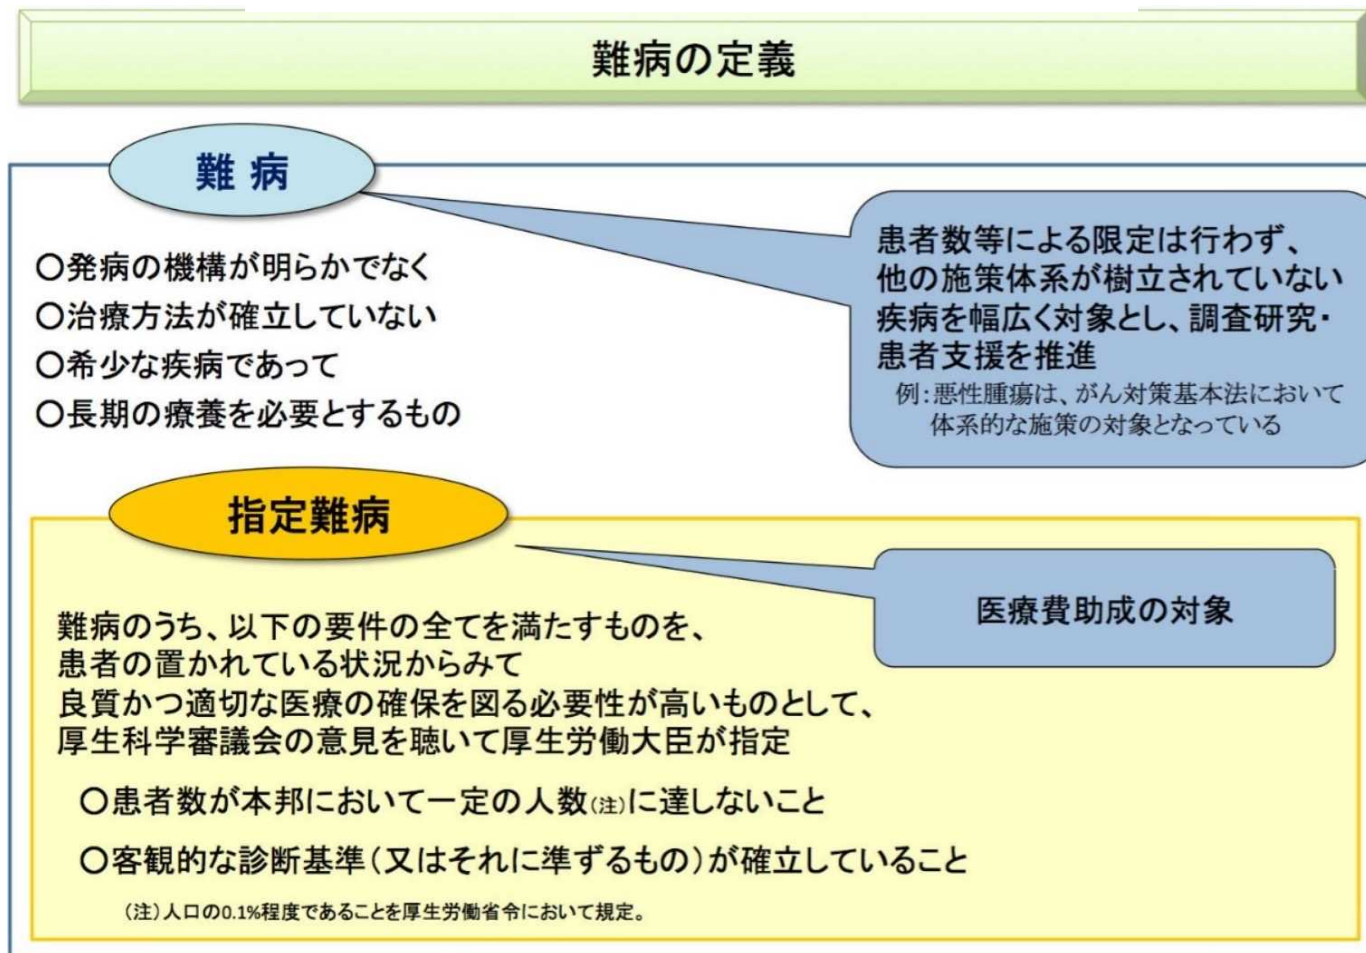 難病の定義
難 病
〇発病の機構が明らかでなく
〇治療方法が確立していない
〇希少な疾病であって
〇長期の療養を必要とするもの
患者数等による限定は行わず、
他の施策体系が樹立されていない
疾病を幅広く対象とし、調査研究・
患者支援を推進
例：悪性腫瘍は、がん対策基本法において
体系的な施策の対象となっている
指定難病
医療費助成の対象
難病のうち、以下の要件の全てを満たすものを、
患者の置かれている状況からみて
良質かつ適切な医療の確保を図る必要性が高いものとして、
厚生科学審議会の意見を聴いて厚生労働大臣が指定
〇患者数が本邦において一定の人数(注)に達しないこと
〇客観的な診断基準（又はそれに準ずるもの）が確立していること
（注）人口の0.1%程度であることを厚生労働省令において規定。